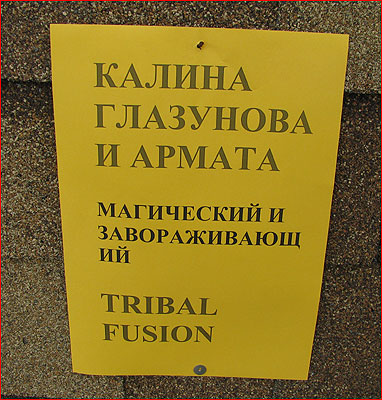 КАЛИНА
ГЛАЗУНОВА
И АРМАТА
МАГИЧЕСКИЙ И
ЗАВОРАЖИВАЮЩ
ИЙ
TRIBAL
FUSION